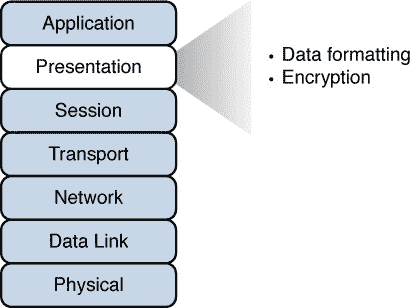 Application
Presentation
Session
Transport
Network
Data Link
Physical
• Data formatting
• Encryption